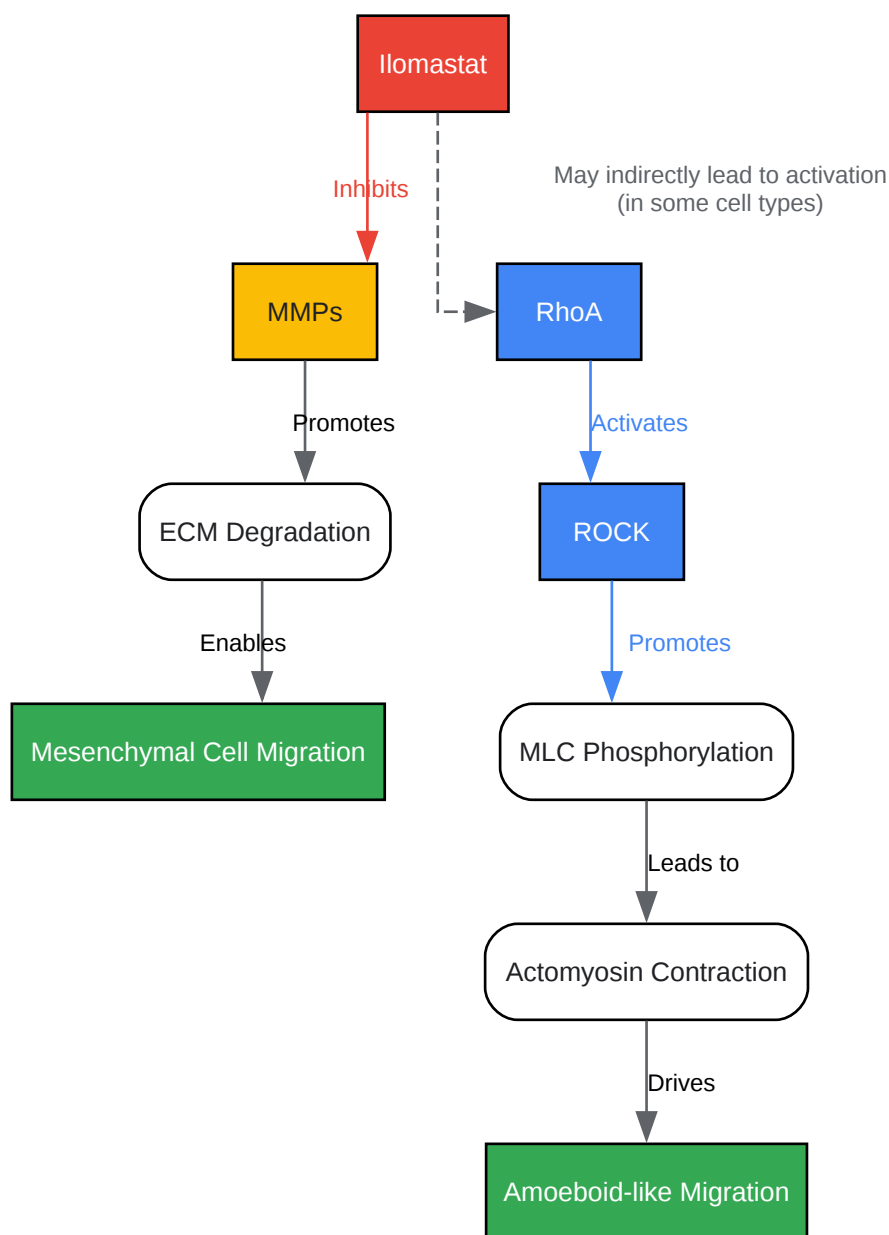 Ilomastat
May indirectly lead to activation
(in some cell types)
Inhibits
MMPs
RhoA
Promotes
Activates
ECM Degradation
ROCK
Enables
Promotes
Mesenchymal Cell Migration
MLC Phosphorylation
Leads to
Actomyosin Contraction
Drives
Amoeboid-like Migration